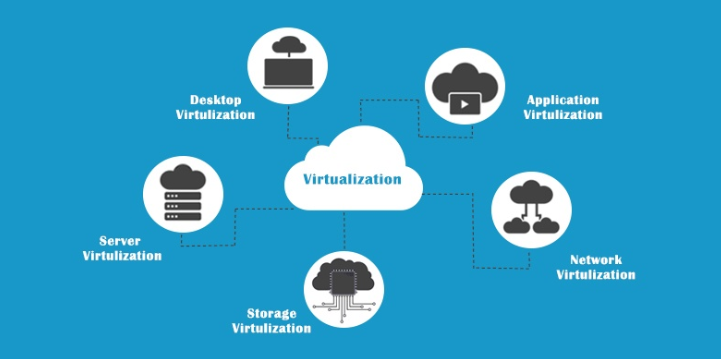 Desktop
Virtulization
Application
Virtulization
Virtualization
Server
Virtulization
Network
Virtulization
Storage
Virtulization